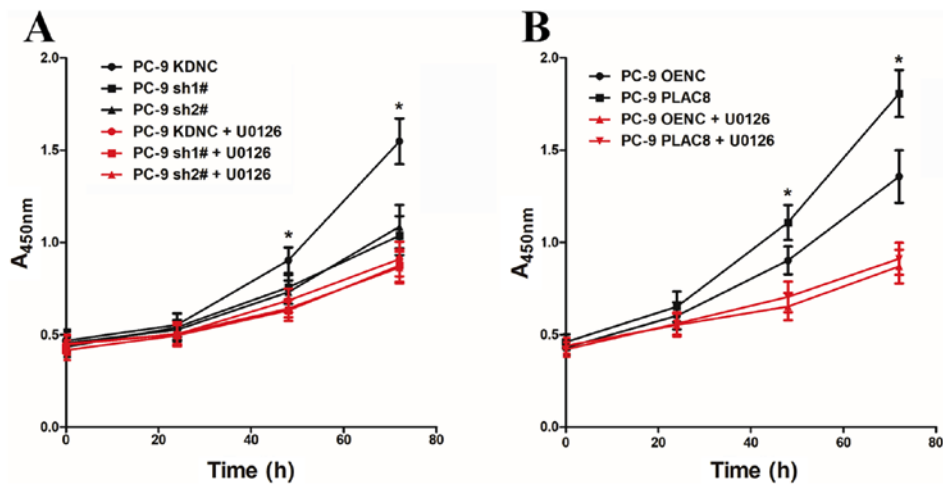 A
PC-9 KDNC
PC-9 sh1#
PC-9 sh2#
PC-9 KDNC + U0126
PC-9 sh1# + U0126
PC-9 sh2# + U0126
*
*
2.0
1.5
1.0
0.5
0.0
A450nm
0
20
40
60
80
Time (h)
B
PC-9 OENC
PC-9 PLAC8
PC-9 OENC + U0126
PC-9 PLAC8 + U0126
*
*
2.0
1.5
1.0
0.5
0.0
A450nm
0
20
40
60
80
Time (h)